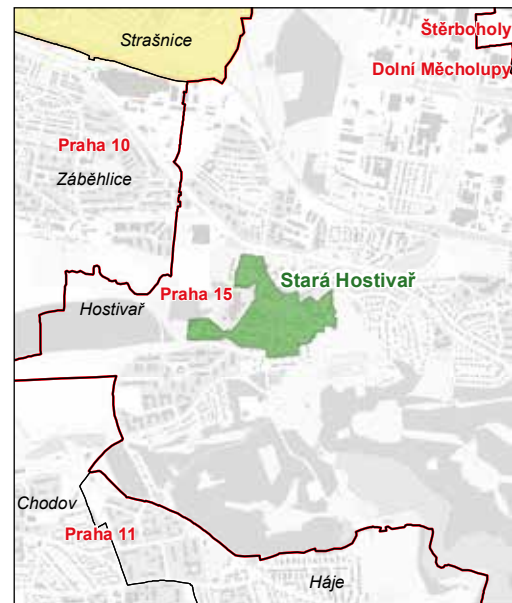 Štěrboholy
Strašnice
Dolní Měcholupy
Praha 10
Záběhlice
Stará Hostivař
Praha 15
Hostivař
Chodov
Praha 11
Háje